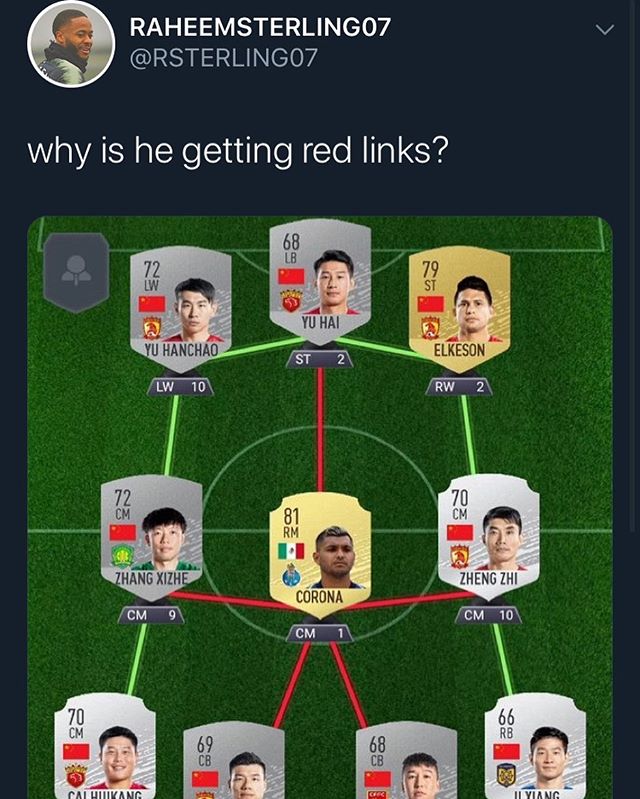 RAHEEMSTERLING07
@RSTERLING07
why is he getting red links?
68
LB
YU HAI
72
LW
YU HANCHAO
79
ST
ELKESON
ST 2
LW 10
RW 2
72
CM
ZHANG XIZHE
81
RM
CORONA
70
CM
ZHENG ZHI
CM 9
CM 1
CM 10
70
CM
CAI HUIKANG
69
CB
68
CB
66
RB
JI XIANG